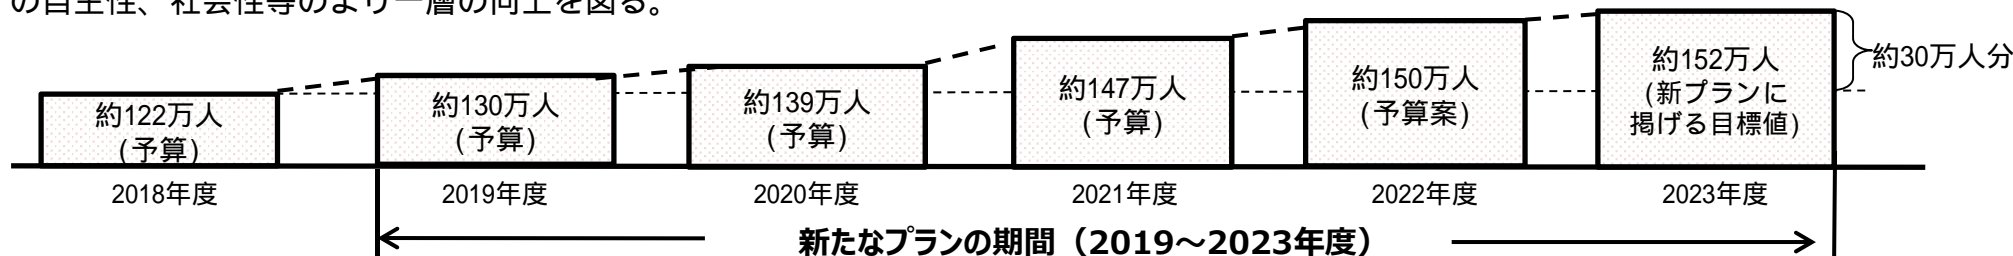 の自主性、社会性等のより一層の向上を図る。
約122万人
(予算)
約130万人
(予算)
約139万人
(予算)
約147万人
(予算)
約150万人
(予算案)
約152万人
(新プランに
掲げる目標値)
約30万人分
2018年度
2019年度
2020年度
2021年度
2022年度
2023年度
新たなプランの期間（2019～2023年度）